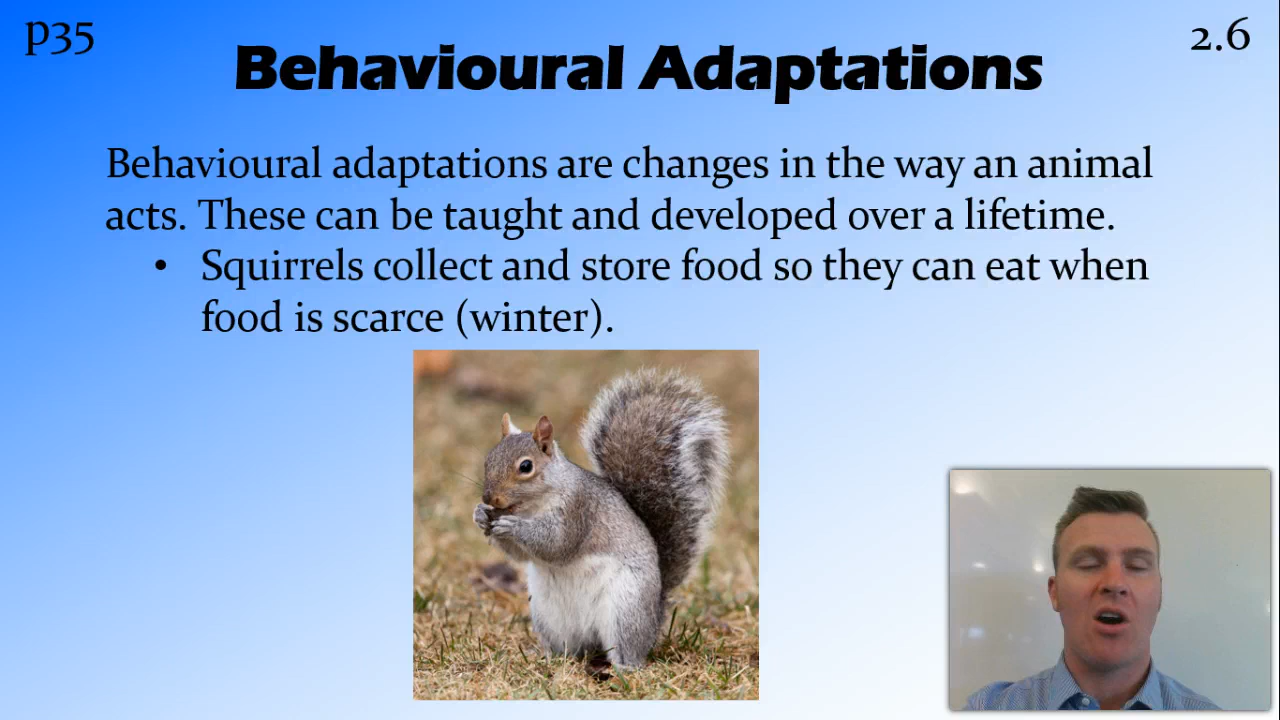 p35
2.6
Behavioural Adaptations
Behavioural adaptations are changes in the way an animal
acts. These can be taught and developed over a lifetime.
• Squirrels collect and store food so they can eat when
food is scarce (winter).